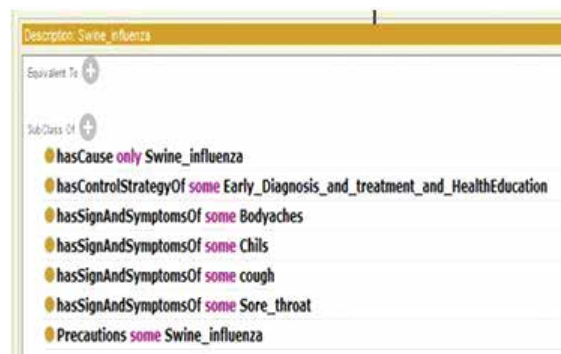 Description: Swine_influenza
Equivalent To
SubClass Of
hasCause only Swine_influenza
hasControlStrategyOf some Early_Diagnosis_and_treatment_and_HealthEducation
hasSignAndSymptomsOf some Bodyaches
hasSignAndSymptomsOf some Chils
hasSignAndSymptomsOf some cough
hasSignAndSymptomsOf some Sore_throat
Precautions some Swine_influenza